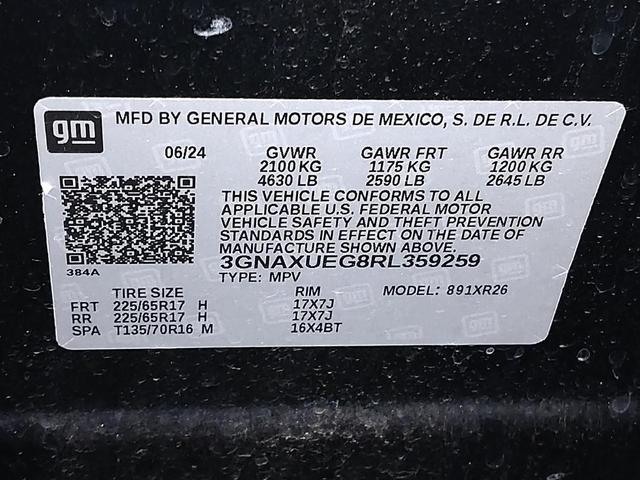 gm
MFD BY GENERAL MOTORS DE MEXICO, S. DE R.L. DE C.V.
06/24 GVWR GAWR FRT GAWR RR
2100 KG 1175 KG 1200 KG
4630 LB 2590 LB 2645 LB
THIS VEHICLE CONFORMS TO ALL
APPLICABLE U.S. FEDERAL MOTOR
VEHICLE SAFETY AND THEFT PREVENTION
STANDARDS IN EFFECT ON THE DATE OF
MANUFACTURE SHOWN ABOVE.
384A
3GNAXUEG8RL359259
TYPE: MPV MODEL: 891XR26
TIRE SIZE RIM
FRT 225/65R17 H 17X7J
RR 225/65R17 H 17X7J
SPA T135/70R16 M 16X4BT